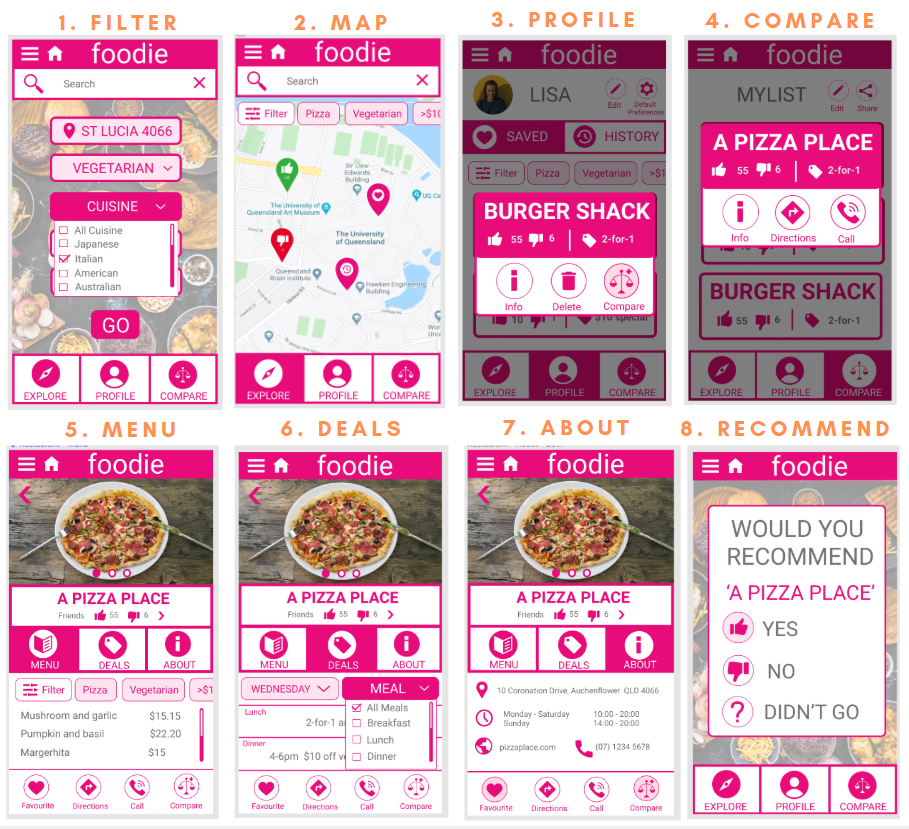 1. FILTER
foodie
Search
ST LUCIA 4066
VEGETARIAN
CUISINE
All Cuisine
Japanese
Italian
American
Australian
GO
EXPLORE PROFILE COMPARE
2. MAP
foodie
Search
Filter Pizza Vegetarian >$10
Sir Llew
Edwards
Building
The University of
Queensland Art Museum
UQ Ce
The University
of Queensland
Queensland
Brain Institute
Hawken Engineering
Building
Upland Rd
College Rd
EXPLORE PROFILE COMPARE
3. PROFILE
foodie
LISA
Edit Default
Preferences
SAVED HISTORY
Filter Pizza Vegetarian >$1
BURGER SHACK
55 6 2-for-1
Info Delete Compare
10 1 $10 special
EXPLORE PROFILE COMPARE
4. COMPARE
foodie
MYLIST
Edit Share
A PIZZA PLACE
55 6 2-for-1
Info Directions Call
BURGER SHACK
55 6 2-for-1
EXPLORE PROFILE COMPARE
5. MENU
foodie
A PIZZA PLACE
Friends 55 6
MENU DEALS ABOUT
Filter Pizza Vegetarian >$1
Mushroom and garlic $15.15
Pumpkin and basil $22.20
Margerhita $15
Favourite Directions Call Compare
6. DEALS
foodie
A PIZZA PLACE
Friends 55 6
MENU DEALS ABOUT
WEDNESDAY MEAL
All Meals
Breakfast
Lunch
Dinner
Lunch
2-for-1 a
Dinner
4-6pm $10 off v
Favourite Directions Call Compare
7. ABOUT
foodie
A PIZZA PLACE
Friends 55 6
MENU DEALS ABOUT
10 Coronation Drive, Auchenflower QLD 4066
Monday - Saturday 10:00 - 20:00
Sunday 14:00 - 20:00
pizzaplace.com (07) 1234 5678
Favourite Directions Call Compare
8. RECOMMEND
foodie
WOULD YOU
RECOMMEND
'A PIZZA PLACE'
YES
NO
DIDN'T GO
EXPLORE PROFILE COMPARE